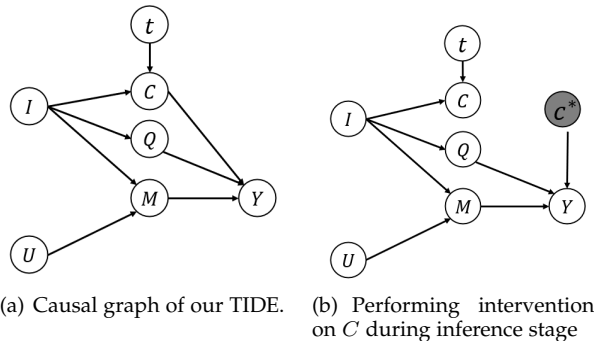 t
C
I
Q
M
Y
U
t
C
c*
I
Q
M
Y
U
(a) Causal graph of our TIDE.
(b) Performing intervention
on C during inference stage